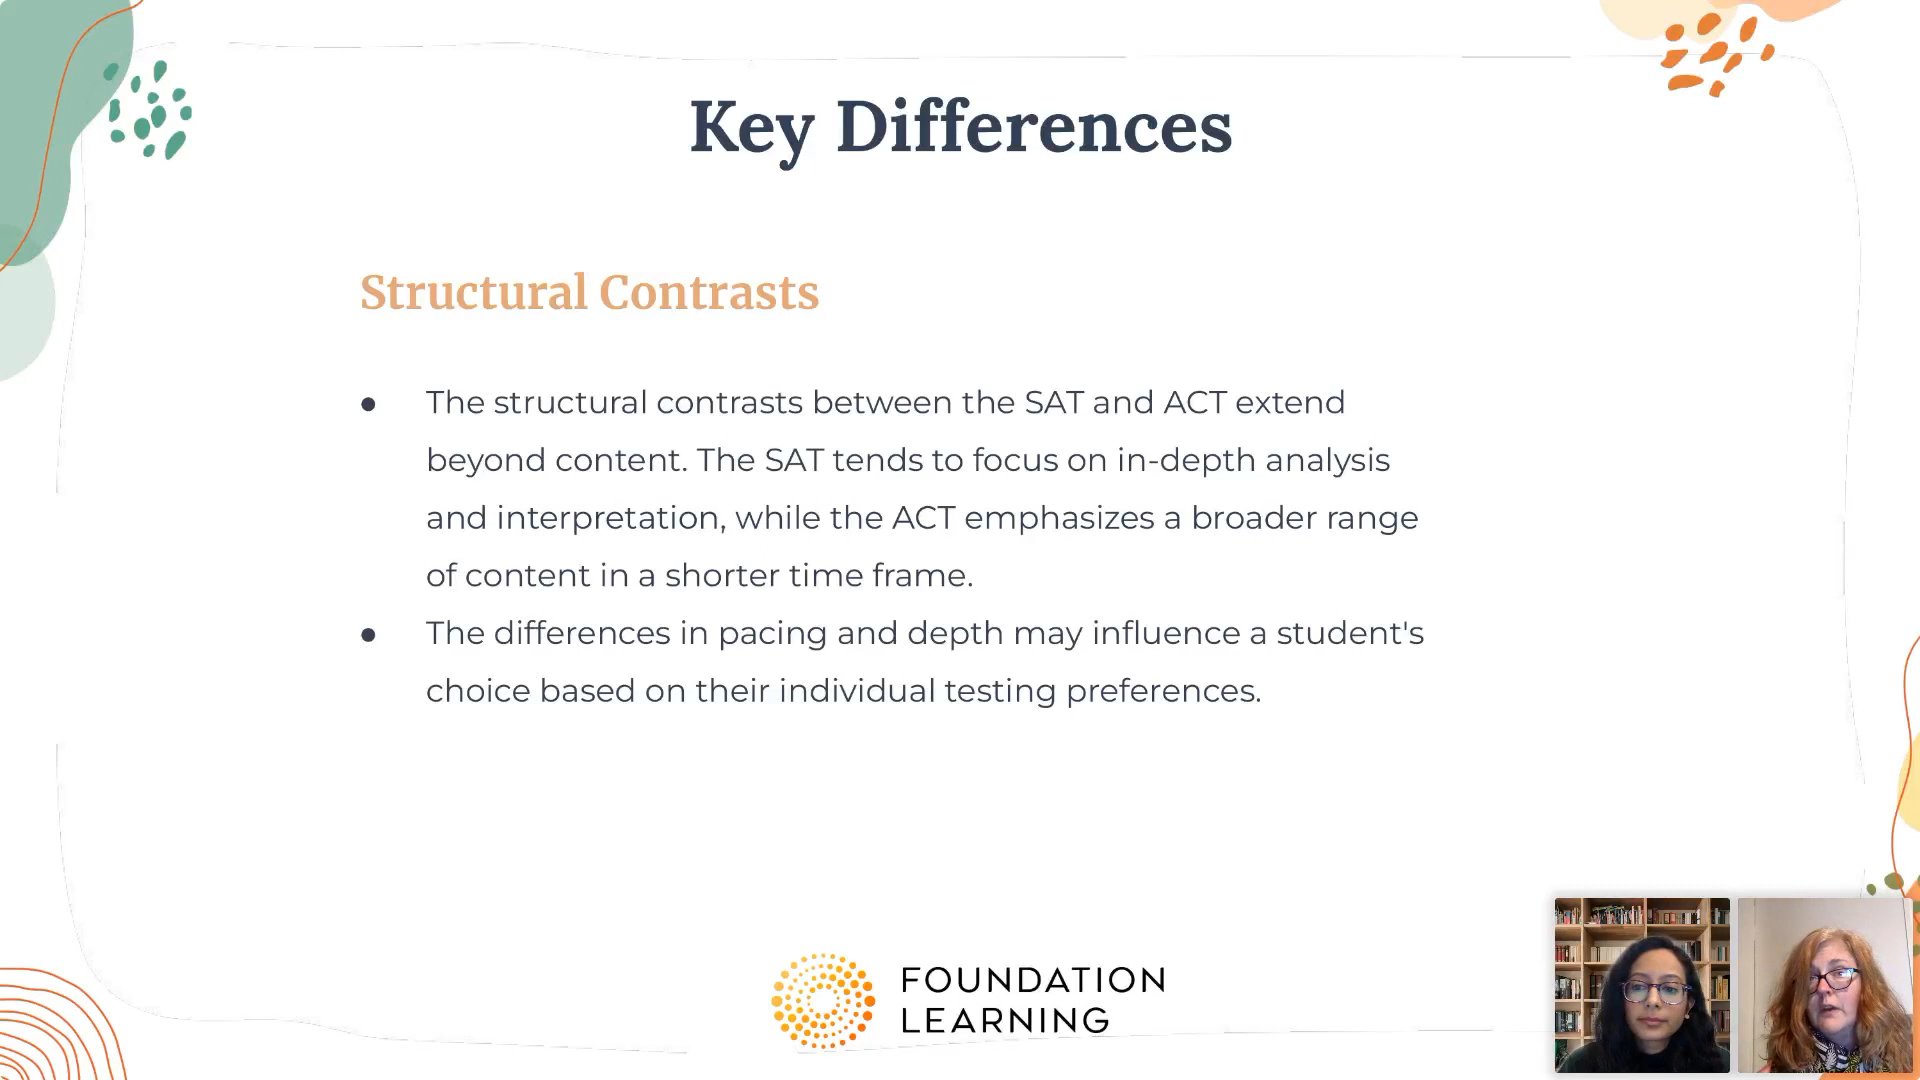 Key Differences
Structural Contrasts
● The structural contrasts between the SAT and ACT extend
beyond content. The SAT tends to focus on in-depth analysis
and interpretation, while the ACT emphasizes a broader range
of content in a shorter time frame.
● The differences in pacing and depth may influence a student's
choice based on their individual testing preferences.
FOUNDATION
LEARNING